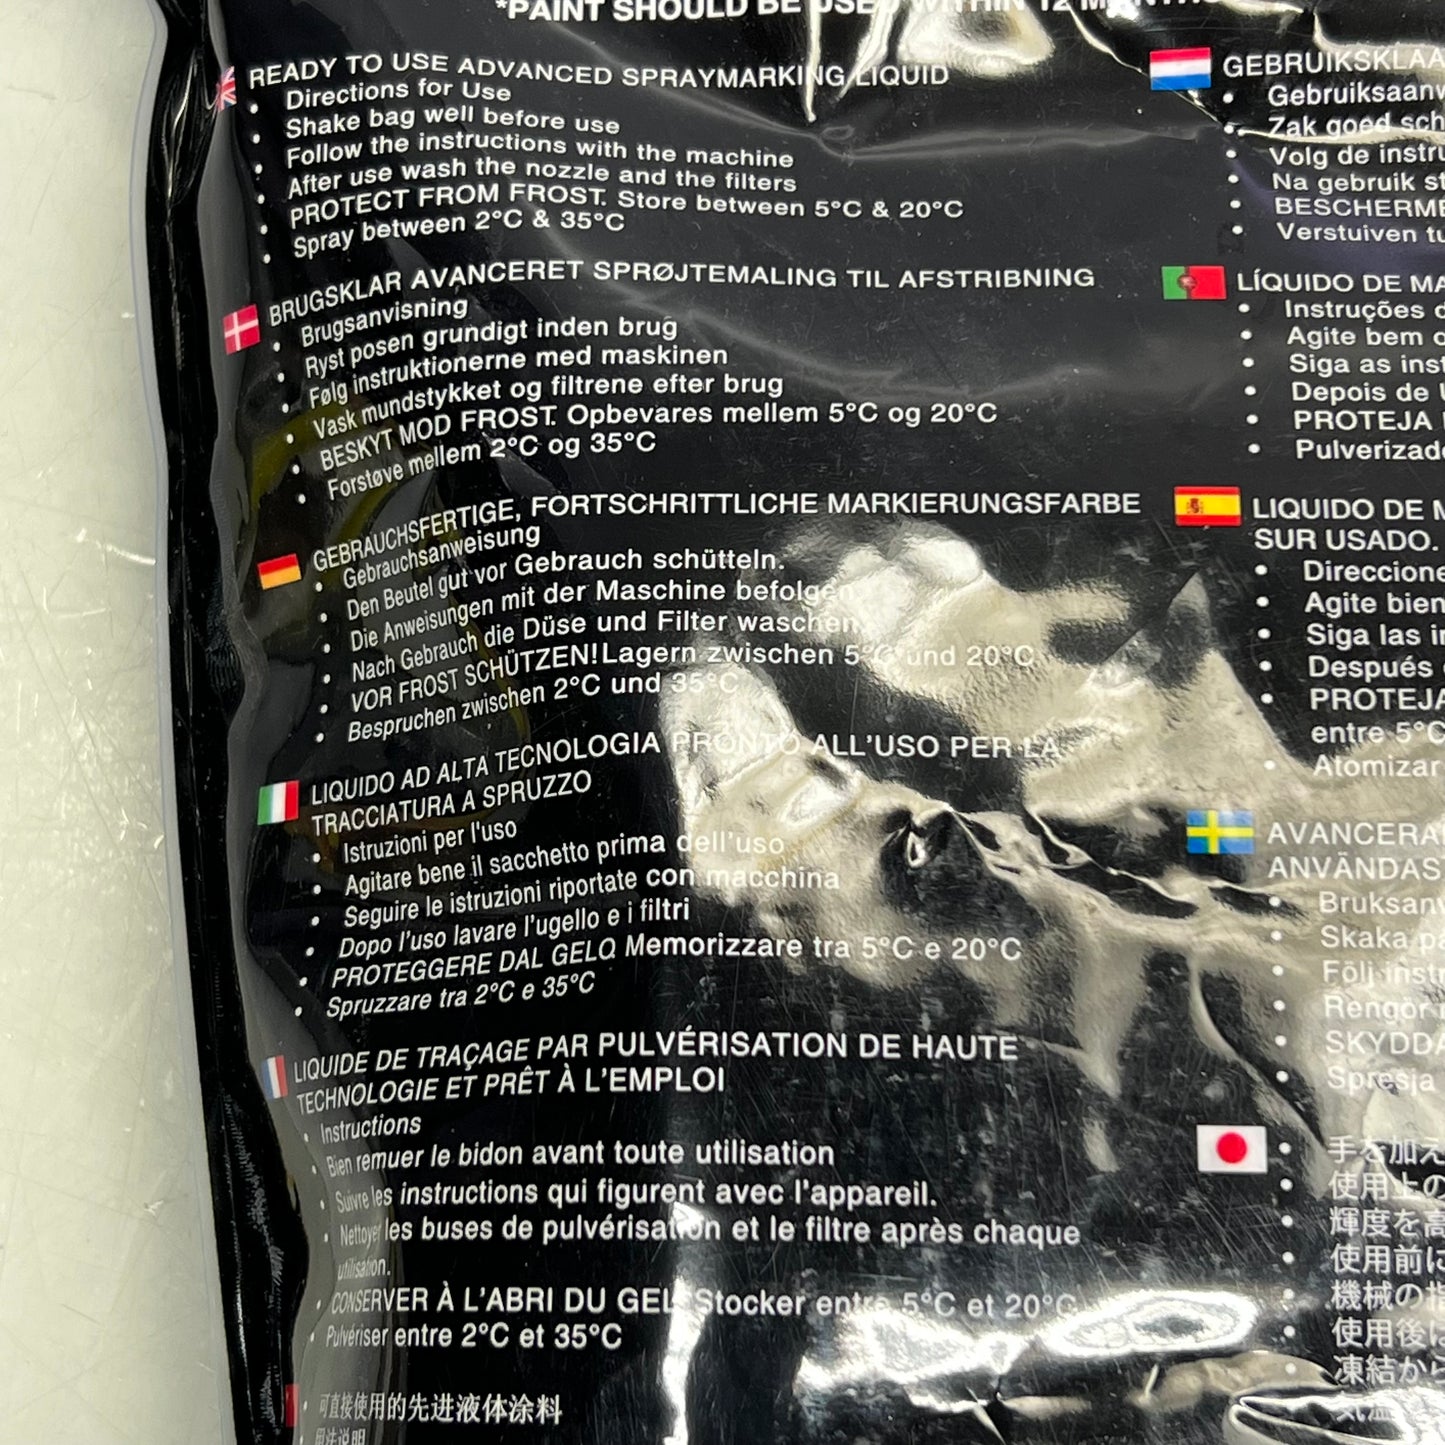 *PAINT SHOULD BE USED WITHIN 12
READY TO USE ADVANCED SPRAYMARKING LIQUID
• Directions for Use
• Shake bag well before use
• Follow the instructions with the machine
• After use wash the nozzle and the filters
• PROTECT FROM FROST. Store between 5°C & 20°C
• Spray between 2°C & 35°C
BRUGSKLAR AVANCERET SPRØJTEMALING TIL AFSTRIBNING
• Brugsanvisning
• Ryst posen grundigt inden brug
• Følg instruktionerne med maskinen
• Vask mundstykket og filtrene efter brug
• BESKYT MOD FROST. Opbevares mellem 5°C og 20°C
• Forstøve mellem 2°C og 35°C
GEBRAUCHSFERTIGE, FORTSCHRITTLICHE MARKIERUNGSFARBE
• Gebrauchsanweisung
• Den Beutel gut vor Gebrauch schütteln.
• Die Anweisungen mit der Maschine befolgen
• Nach Gebrauch die Düse und Filter waschen
• VOR FROST SCHÜTZEN! Lagern zwischen 5°C und 20°C
• Bespruchen zwischen 2°C und 35°C
LIQUIDO AD ALTA TECNOLOGIA PRONTO ALL'USO PER LA
TRACCIATURA A SPRUZZO
• Istruzioni per l'uso
• Agitare bene il sacchetto prima dell'uso
• Seguire le istruzioni riportate con macchina
• Dopo l'uso lavare l'ugello e i filtri
• PROTEGGERE DAL GELO. Memorizzare tra 5°C e 20°C
• Spruzzare tra 2°C e 35°C
LIQUIDE DE TRAÇAGE PAR PULVÉRISATION DE HAUTE
TECHNOLOGIE ET PRÊT À L'EMPLOI
• Instructions
• Bien remuer le bidon avant toute utilisation
• Suivre les instructions qui figurent avec l'appareil.
• Nettoyer les buses de pulvérisation et le filtre après chaque
utilisation.
• CONSERVER À L'ABRI DU GEL Stocker entre 5°C et 20°C
• Pulvériser entre 2°C et 35°C
• 可直接使用的先进液体涂料
• 用法说明
GEBRUIKSKLAA
• Gebruiksaanw
• Zak goed sch
• Volg de instru
• Na gebruik st
• BESCHERME
• Verstuiven tu
LÍQUIDO DE MA
• Instruções d
• Agite bem o
• Siga as inst
• Depois de
• PROTEJA
• Pulverizado
LIQUIDO DE M
SUR USADO.
• Direccione
• Agite bien
• Siga las in
• Después
• PROTEJA
entre 5°C
• Atomizar
AVANCERA
ANVÄNDAS
• Bruksanv
• Skaka på
• Följ instr
• Rengör
• SKYDDA
• Spresja
• 手を加え
• 使用上の
• 輝度を高
• 使用前に
• 機械の指
• 使用後は
• 凍結から
• 気温